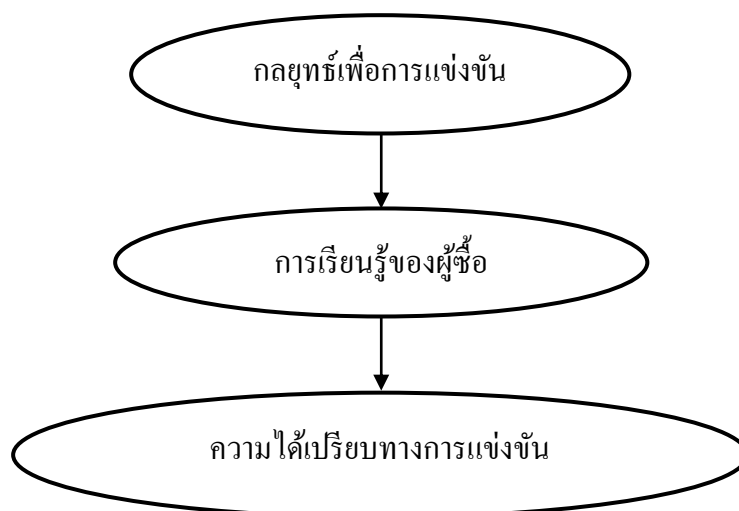 กลยุทธ์เพื่อการแข่งขัน
การเรียนรู้ของผู้ซื้อ
ความได้เปรียบทางการแข่งขัน